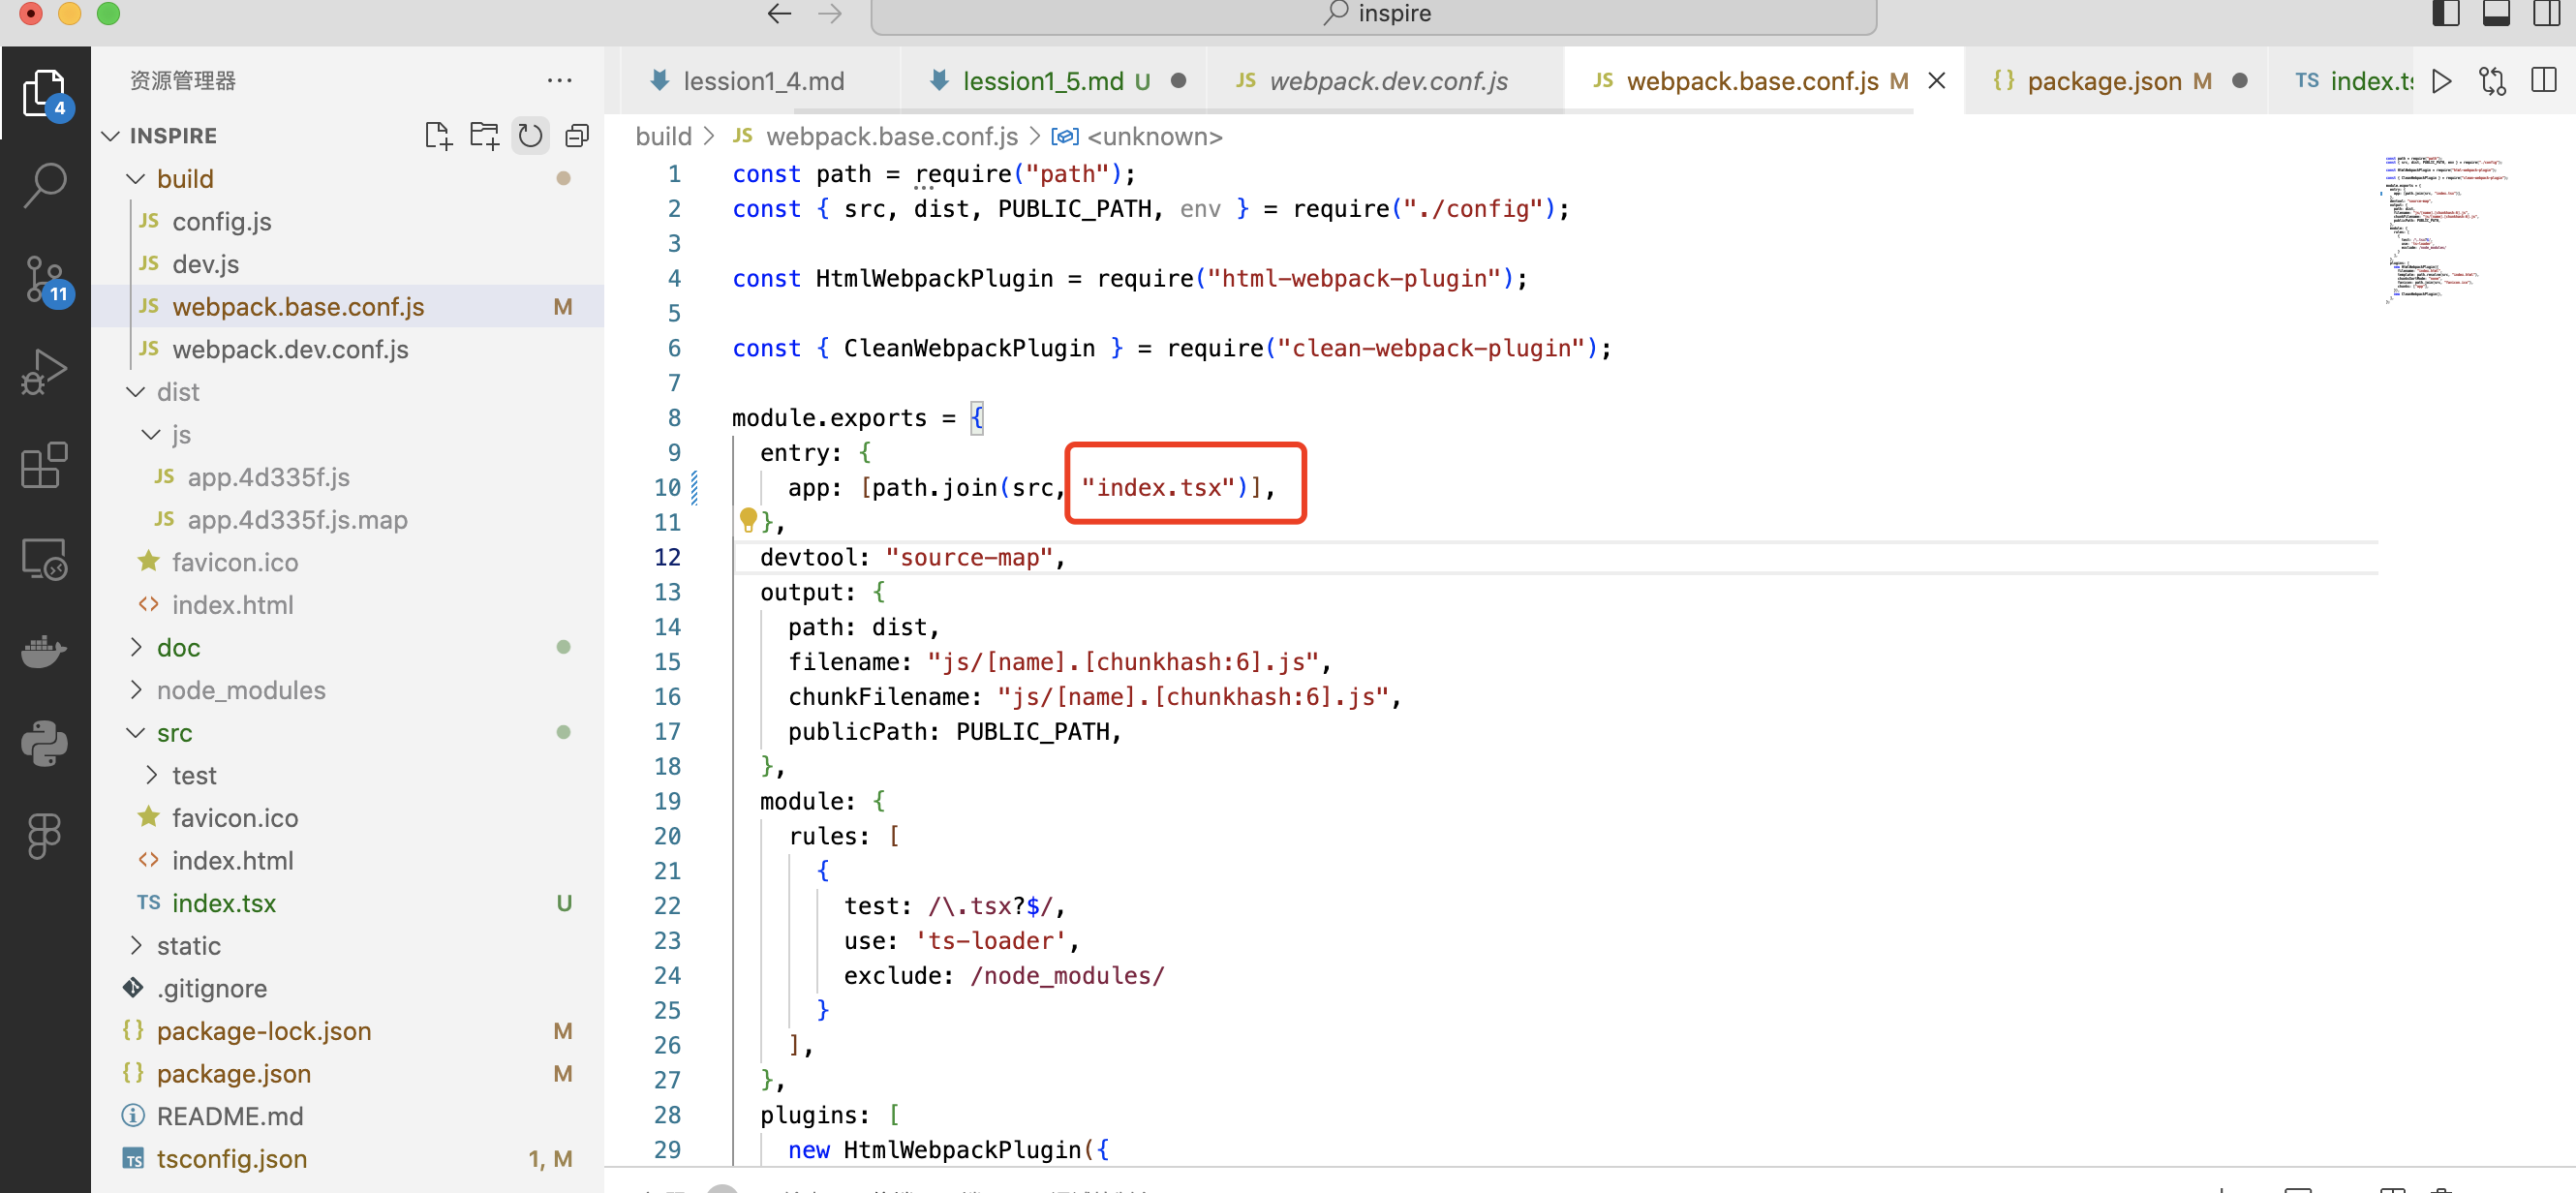 inspire
资源管理器
4
11
INSPIRE
build
JS config.js
JS dev.js
JS webpack.base.conf.js M
JS webpack.dev.conf.js
dist
js
JS app.4d335f.js
JS app.4d335f.js.map
favicon.ico
index.html
doc
node_modules
src
test
favicon.ico
index.html
TS index.tsx U
static
.gitignore
package-lock.json M
package.json M
README.md
TS tsconfig.json 1, M
lession1_4.md
lession1_5.md U
JS webpack.dev.conf.js
JS webpack.base.conf.js M
{} package.json M
TS index.ts
build > JS webpack.base.conf.js > <unknown>
1 const path = require("path");
2 const { src, dist, PUBLIC_PATH, env } = require("./config");
3
4 const HtmlWebpackPlugin = require("html-webpack-plugin");
5
6 const { CleanWebpackPlugin } = require("clean-webpack-plugin");
7
8 module.exports = {
9 entry: {
10 app: [path.join(src, "index.tsx")],
11 },
12 devtool: "source-map",
13 output: {
14 path: dist,
15 filename: "js/[name].[chunkhash:6].js",
16 chunkFilename: "js/[name].[chunkhash:6].js",
17 publicPath: PUBLIC_PATH,
18 },
19 module: {
20 rules: [
21 {
22 test: /\.tsx?$/,
23 use: 'ts-loader',
24 exclude: /node_modules/
25 }
26 ],
27 },
28 plugins: [
29 new HtmlWebpackPlugin({